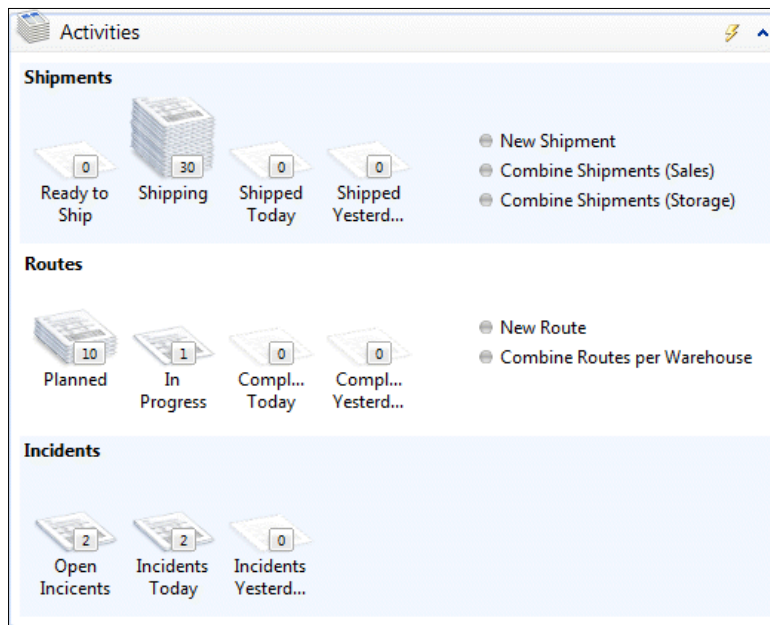 Activities
Shipments
0 30 0 0
Ready to Ship Shipping Shipped Today Shipped Yesterd...
New Shipment
Combine Shipments (Sales)
Combine Shipments (Storage)
Routes
10 1 0 0
Planned In Progress Compl... Today Compl... Yesterd...
New Route
Combine Routes per Warehouse
Incidents
2 2 0
Open Incicents Incidents Today Incidents Yesterd...